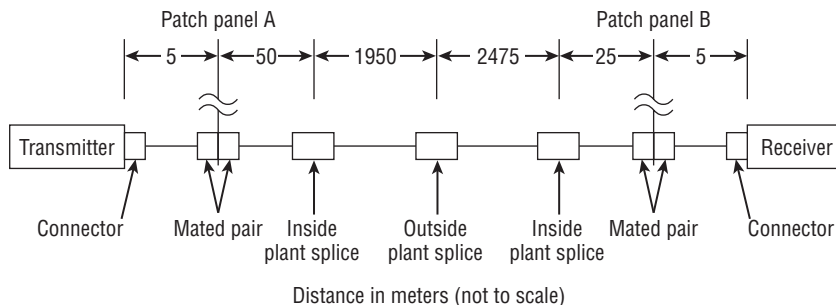 Patch panel A Patch panel B
5 50 1950 2475 25 5
Transmitter Receiver
Connector Mated pair Inside plant splice Outside plant splice Inside plant splice Mated pair Connector
Distance in meters (not to scale)